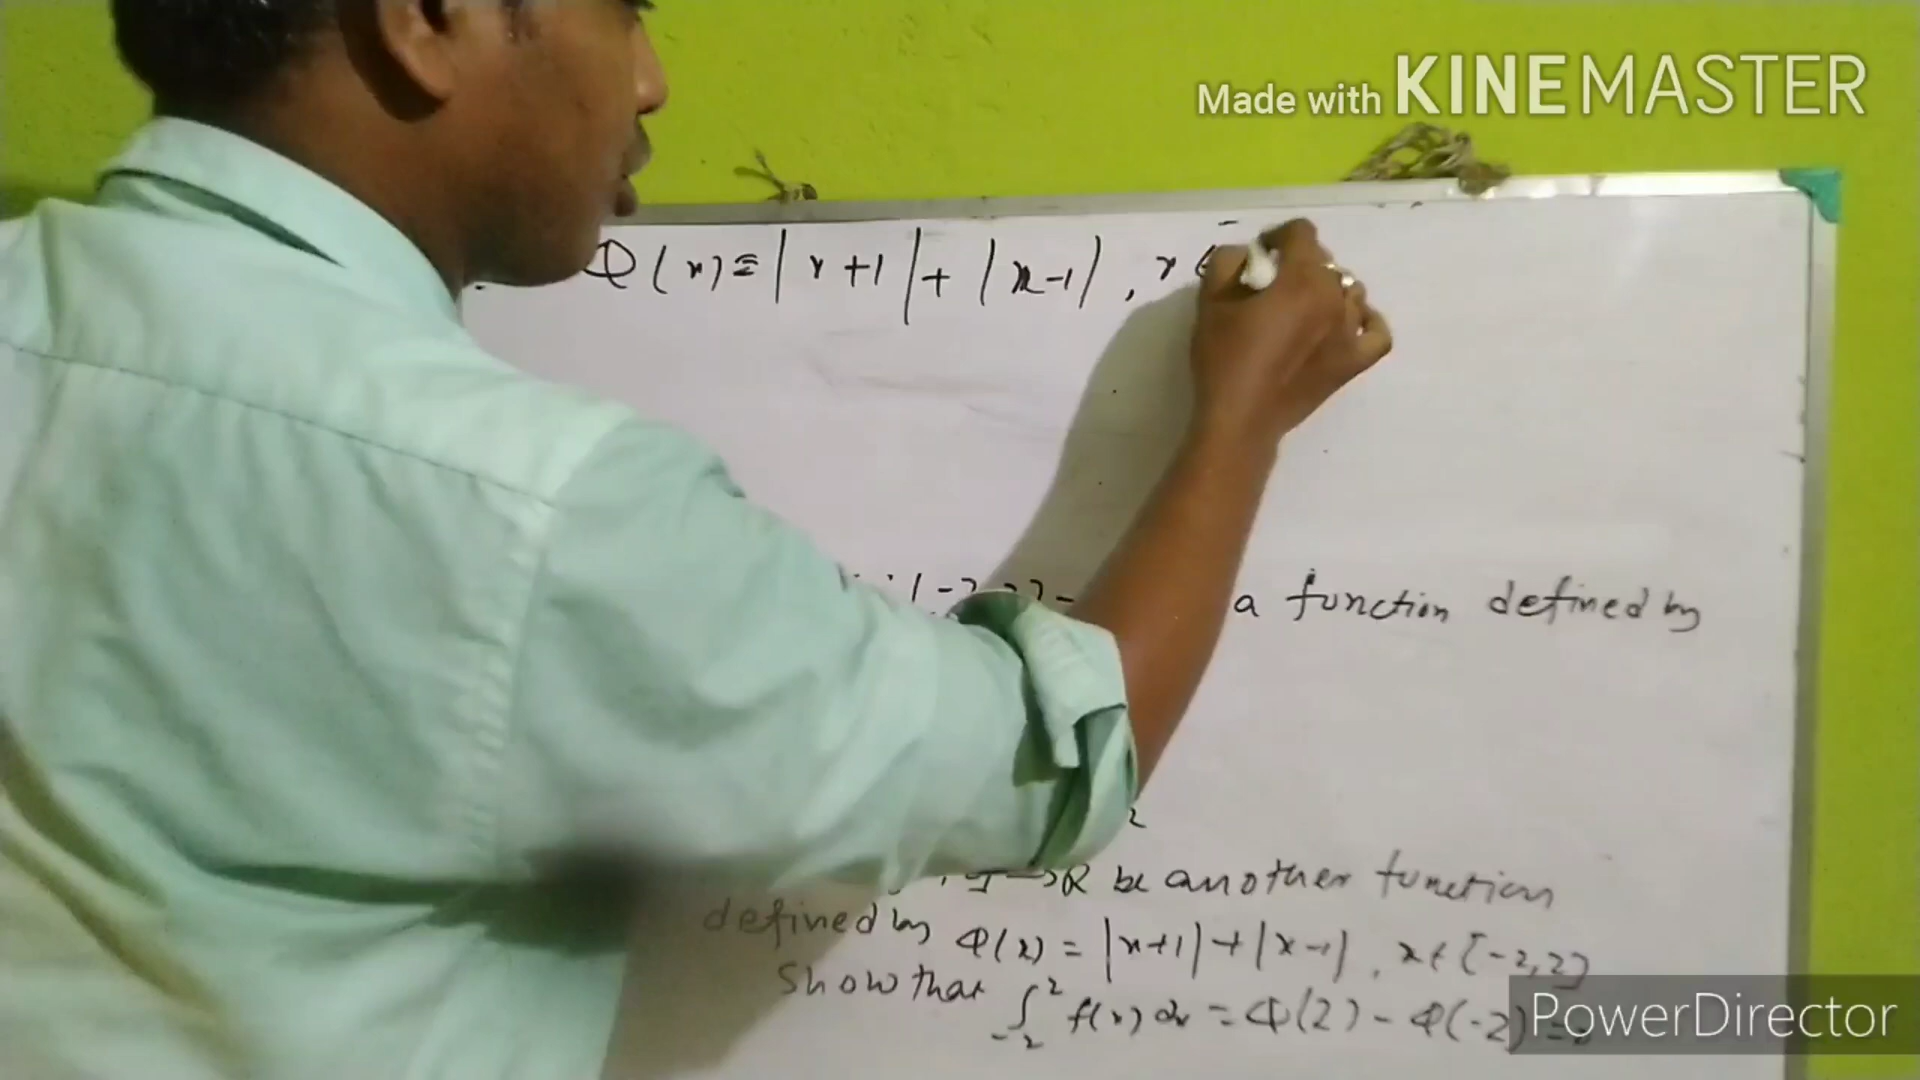 Made with KINEMASTER
Φ(x) = |x+1| + |x-1|, x ∈
a function defined by
2
→R be another function
defined by Φ(x) = |x+1| + |x-1|, x ∈ [-2,2]
Show that ∫₋₂² f(x) dx = Φ(2) - Φ(-2) =
PowerDirector